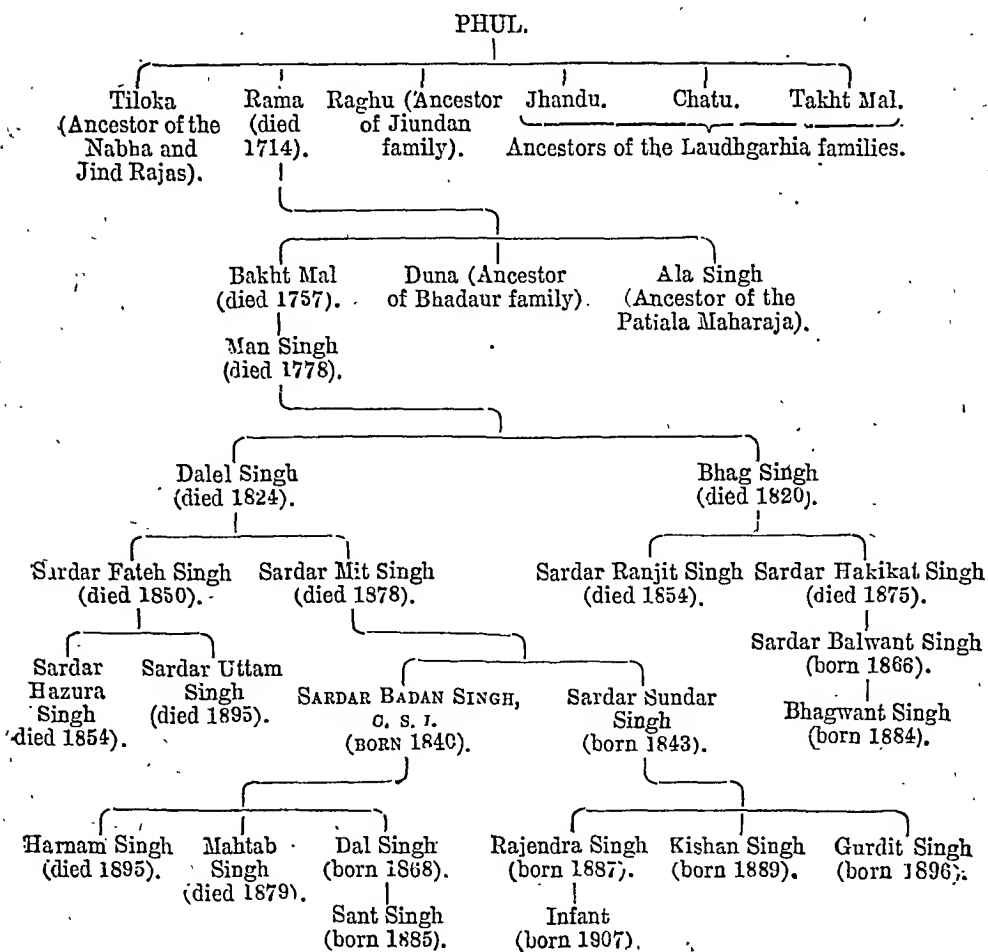 PHUL.
Tiloka
(Ancestor of the
Nabha and
Jind Rajas).
Rama
(died
1714).
Raghu (Ancestor
of Jiundan
family).
Jhandu.
Chatu.
Takht Mal.
Ancestors of the Laudhgarhia families.
Bakht Mal
(died 1757).
Duna (Ancestor
of Bhadaur family).
Ala Singh
(Ancestor of the
Patiala Maharaja).
Man Singh
(died 1778).
Dalel Singh
(died 1824).
Bhag Singh
(died 1820).
Sardar Fateh Singh
(died 1850).
Sardar Mit Singh
(died 1878).
Sardar Ranjit Singh
(died 1854).
Sardar Hakikat Singh
(died 1875).
Sardar Balwant Singh
(born 1866).
Bhagwant Singh
(born 1884).
Sardar
Hazura
Singh
(died 1854).
Sardar Uttam
Singh
(died 1895).
SARDAR BADAN SINGH,
C. S. I.
(BORN 1840).
Sardar Sundar
Singh
(born 1843).
Harnam Singh
(died 1895).
Mahtab
Singh
(died 1879).
Dal Singh
(born 1868).
Sant Singh
(born 1885).
Rajendra Singh
(born 1887).
Infant
(born 1907).
Kishan Singh
(born 1889).
Gurdit Singh
(born 1896).